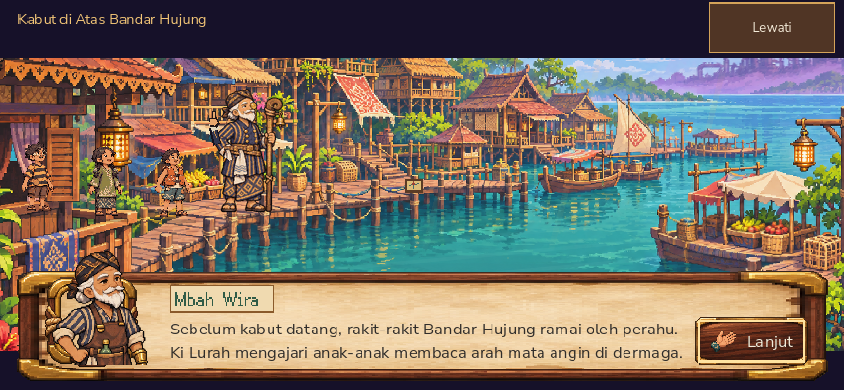 Kabut di Atas Bandar Hujung
Lewati
Mbah Wira
Sebelum kabut datang, rakit-rakit Bandar Hujung ramai oleh perahu.
Ki Lurah mengajari anak-anak membaca arah mata angin di dermaga.
Lanjut